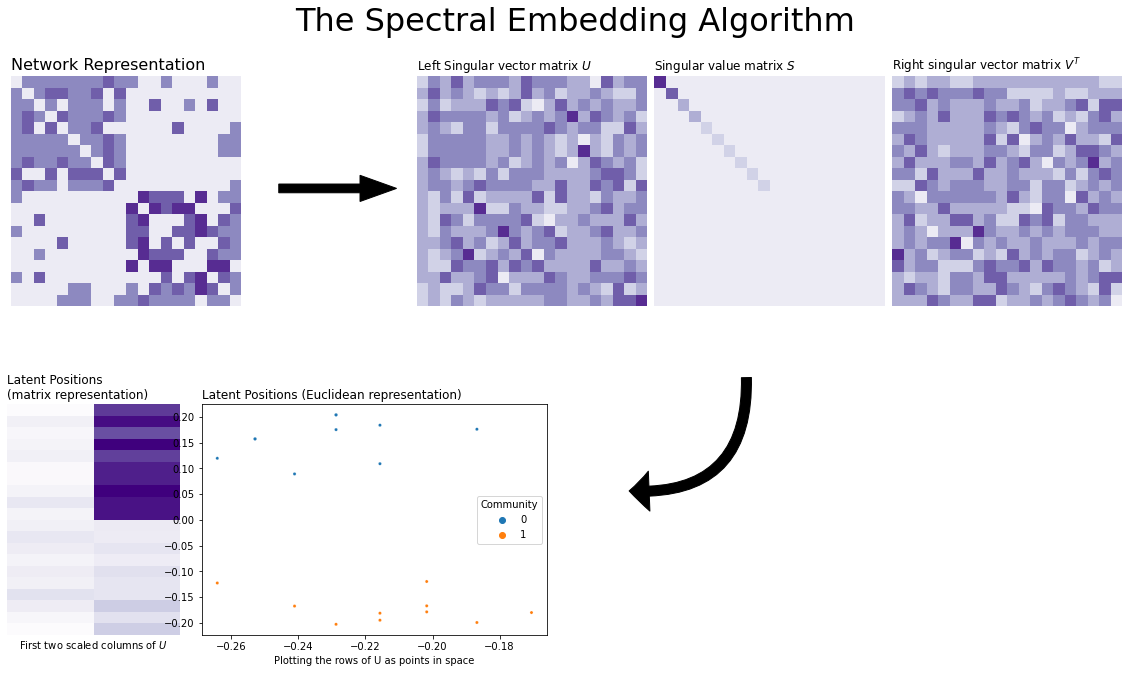 The Spectral Embedding Algorithm
Network Representation
Left Singular vector matrix U
Singular value matrix S
Right singular vector matrix V^T
Latent Positions
(matrix representation)
First two scaled columns of U
Latent Positions (Euclidean representation)
0.20
0.15
0.10
0.05
0.00
−0.05
−0.10
−0.15
−0.20
Community
0
1
−0.26 −0.24 −0.22 −0.20 −0.18
Plotting the rows of U as points in space